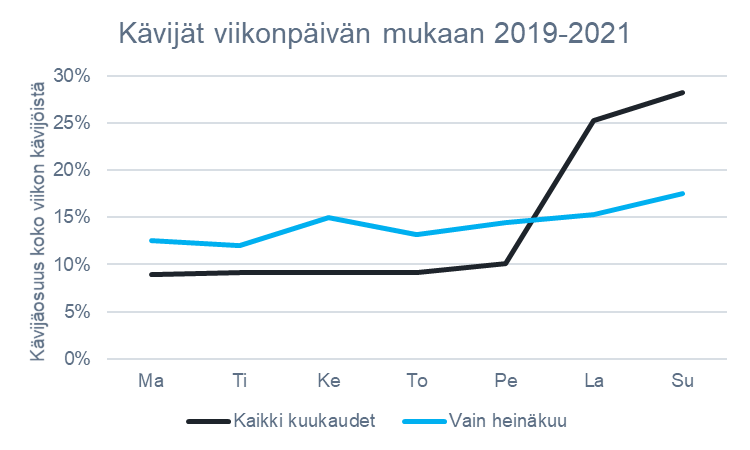 Kävijät viikonpäivän mukaan 2019-2021
Kävijäosuus koko viikon kävijöistä
30%
25%
20%
15%
10%
5%
0%
Ma Ti Ke To Pe La Su
Kaikki kuukaudet Vain heinäkuu